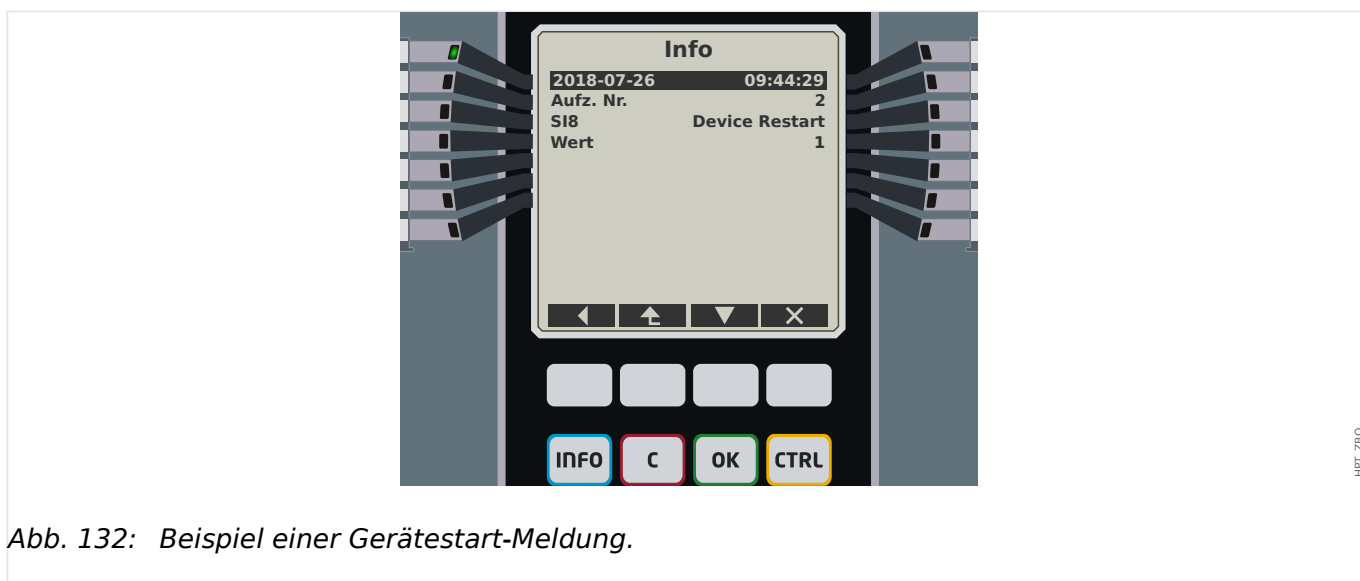 Info
2018-07-26 09:44:29
Aufz. Nr. 2
SI8 Device Restart
Wert 1
INFO C OK CTRL
HPT_ZBO
Abb. 132: Beispiel einer Gerätestart-Meldung.